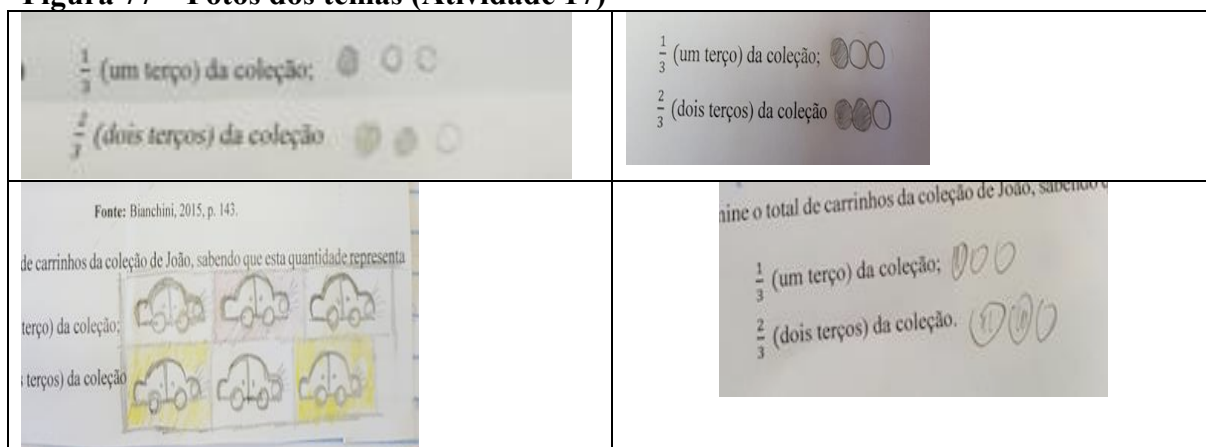 Figura 77 – Fotos dos temas (Atividade 17)
1/3 (um terço) da coleção;
2/3 (dois terços) da coleção
1/3 (um terço) da coleção;
2/3 (dois terços) da coleção
Fonte: Bianchini, 2015, p. 143.
de carrinhos da coleção de João, sabendo que esta quantidade representa
terço) da coleção;
terços) da coleção
o total de carrinhos da coleção de João,
1/3 (um terço) da coleção;
2/3 (dois terços) da coleção.